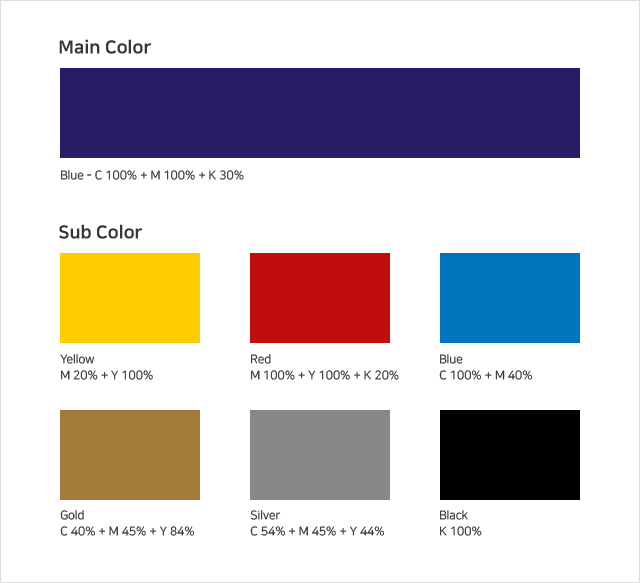 Main Color
Blue - C 100% + M 100% + K 30%
Sub Color
Yellow
M 20% + Y 100%
Red
M 100% + Y 100% + K 20%
Blue
C 100% + M 40%
Gold
C 40% + M 45% + Y 84%
Silver
C 54% + M 45% + Y 44%
Black
K 100%